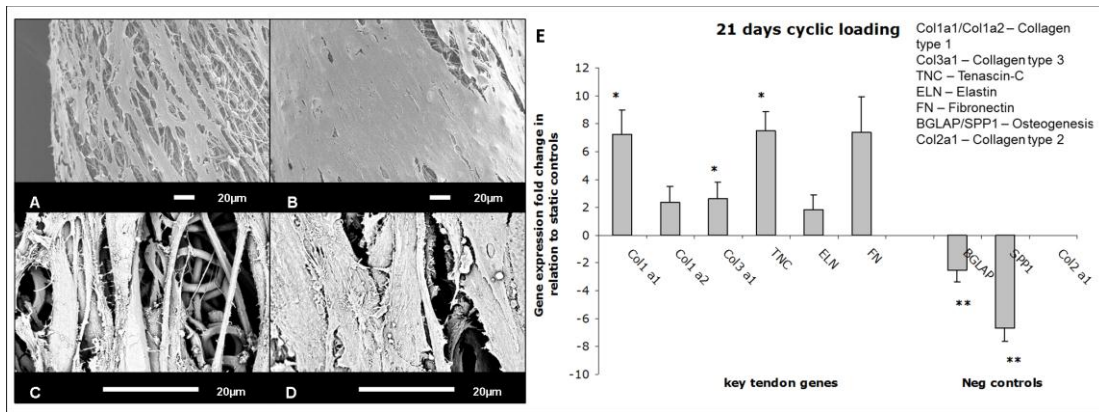 A
20µm
B
20µm
C
20µm
D
20µm
E
21 days cyclic loading
Col1a1/Col1a2 – Collagen
type 1
Col3a1 – Collagen type 3
TNC – Tenascin-C
ELN – Elastin
FN – Fibronectin
BGLAP/SPP1 – Osteogenesis
Col2a1 – Collagen type 2
Gene expression fold change in
relation to static controls
12
10
8
6
4
2
0
-2
-4
-6
-8
-10
*
*
*
**
**
Col1 a1
Col1 a2
Col3 a1
TNC
ELN
FN
BGLAP
SPP1
Col2 a1
key tendon genes
Neg controls